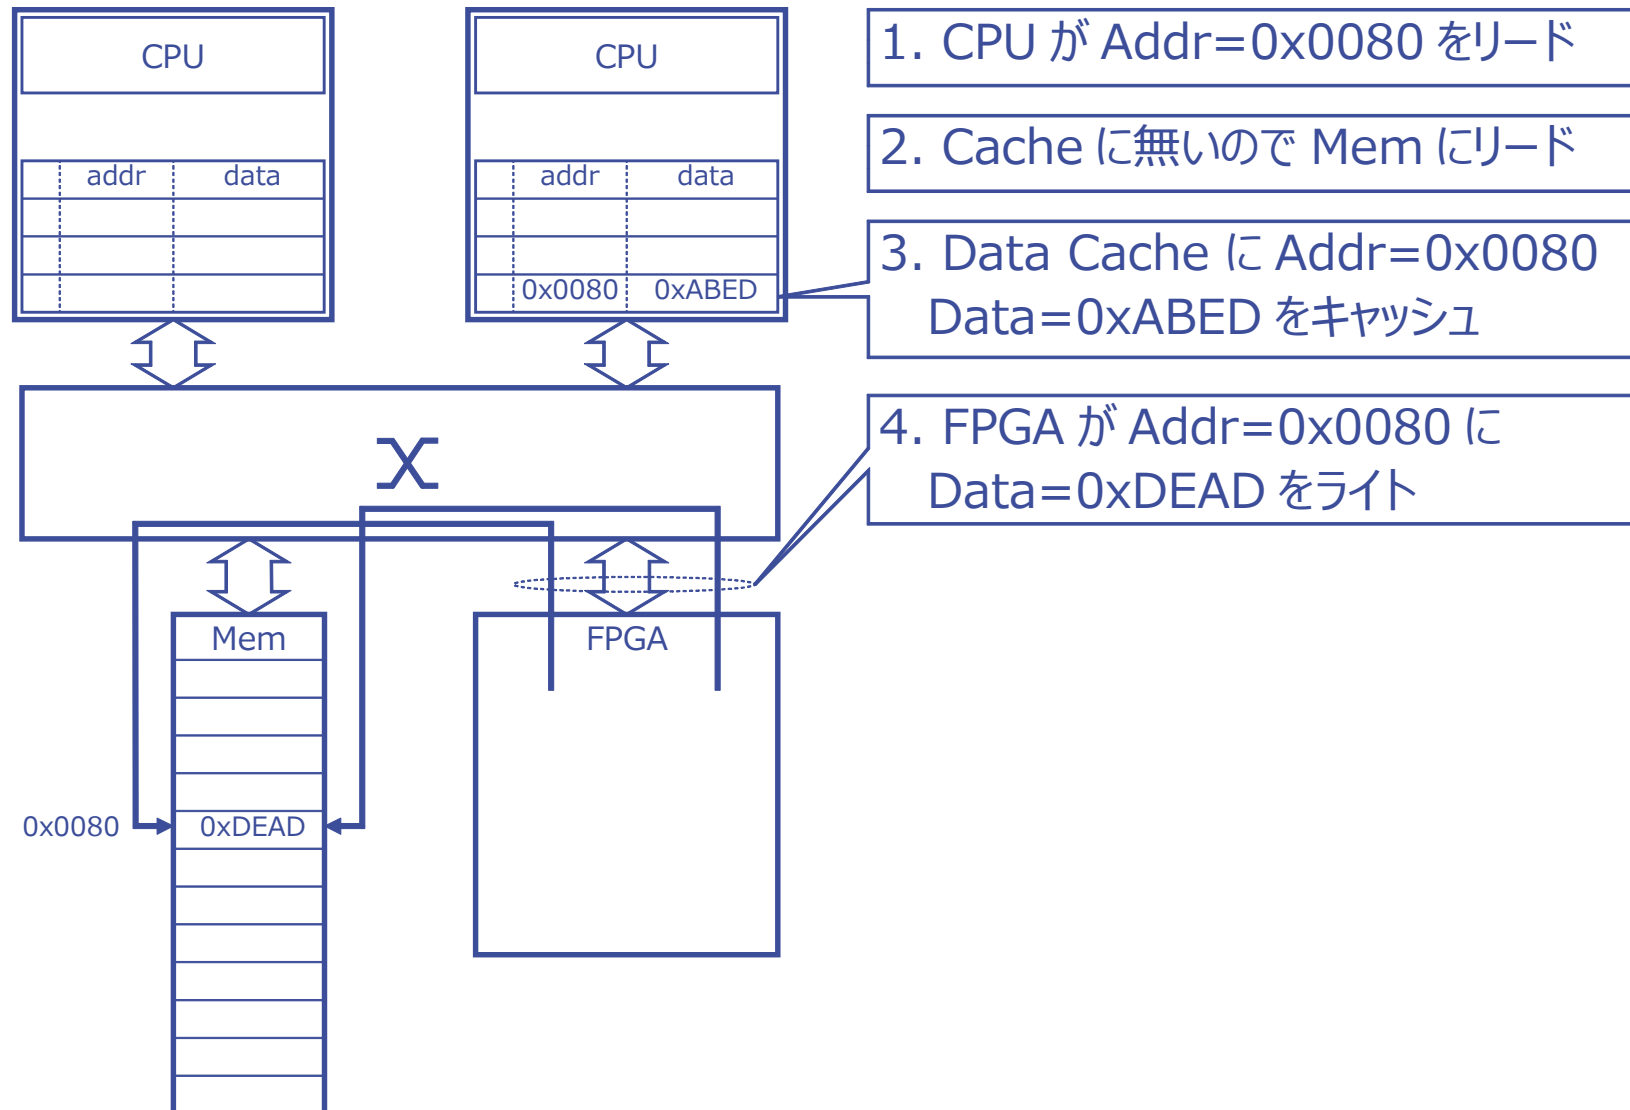 CPU
addr data
CPU
addr data
0x0080 0xABED
1. CPU が Addr=0x0080 をリード
2. Cache に無いので Mem にリード
3. Data Cache に Addr=0x0080
Data=0xABED をキャッシュ
4. FPGA が Addr=0x0080 に
Data=0xDEAD をライト
X
Mem
0x0080 0xDEAD
FPGA